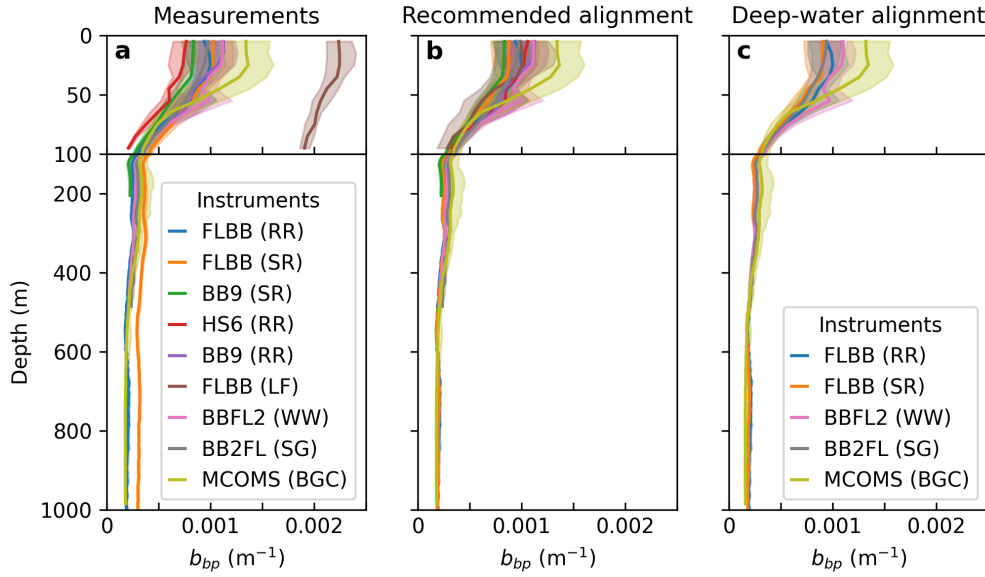 Measurements
Recommended alignment
Deep-water alignment
a
b
c
0
50
100
200
400
600
800
1000
Depth (m)
Instruments
FLBB (RR)
FLBB (SR)
BB9 (SR)
HS6 (RR)
BB9 (RR)
FLBB (LF)
BBFL2 (WW)
BB2FL (SG)
MCOMS (BGC)
Instruments
FLBB (RR)
FLBB (SR)
BBFL2 (WW)
BB2FL (SG)
MCOMS (BGC)
0 0.001 0.002
0 0.001 0.002
0 0.001 0.002
b_bp (m⁻¹)
b_bp (m⁻¹)
b_bp (m⁻¹)